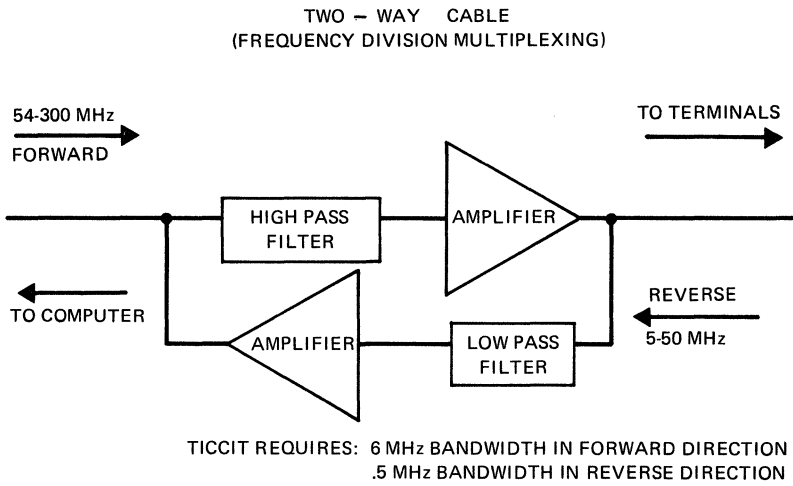 TWO - WAY CABLE
(FREQUENCY DIVISION MULTIPLEXING)
54-300 MHz
FORWARD
TO TERMINALS
HIGH PASS
FILTER
AMPLIFIER
TO COMPUTER
REVERSE
5-50 MHz
AMPLIFIER
LOW PASS
FILTER
TICCIT REQUIRES: 6 MHz BANDWIDTH IN FORWARD DIRECTION
.5 MHz BANDWIDTH IN REVERSE DIRECTION